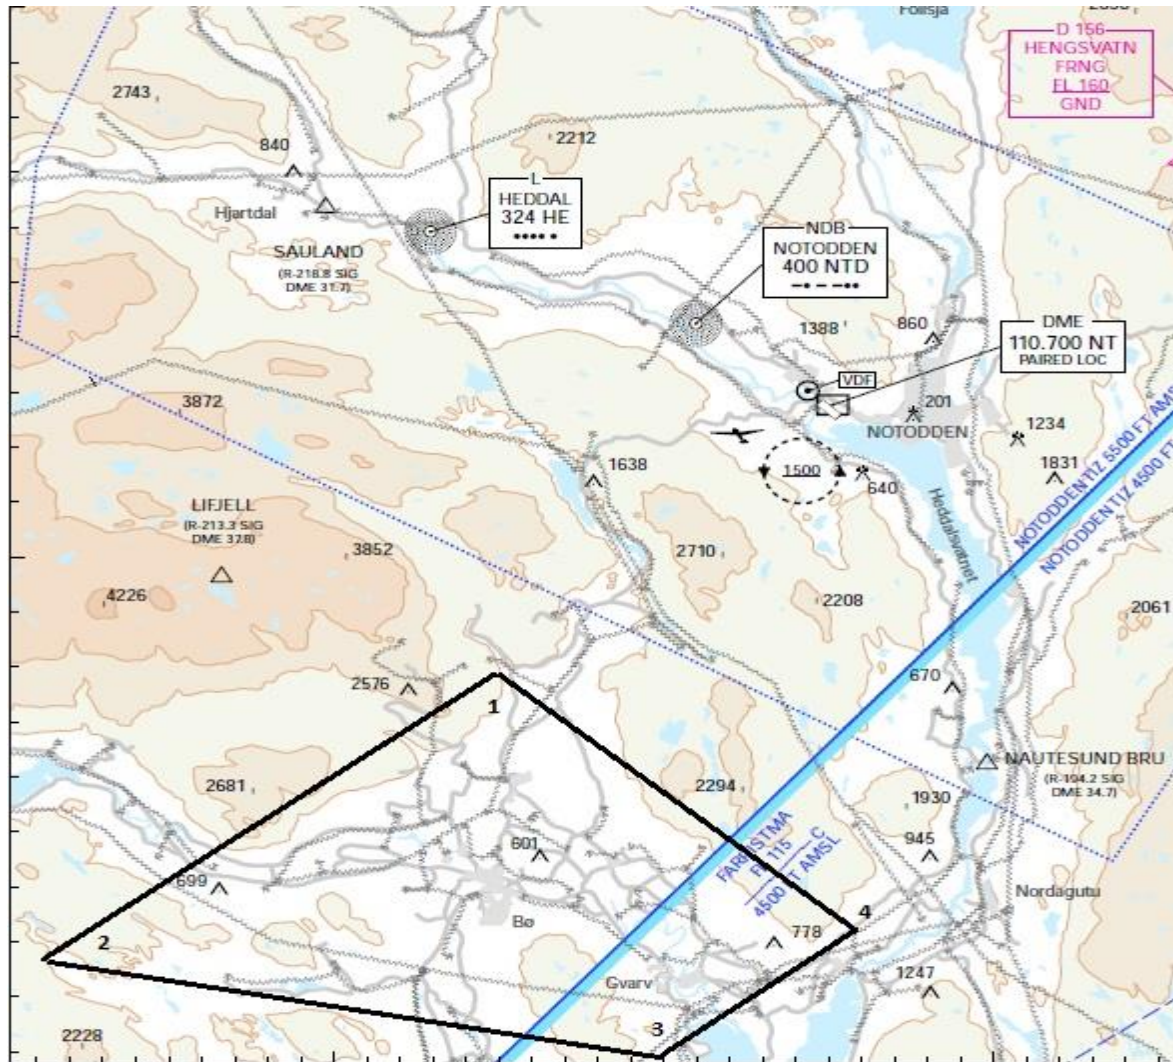 Follsjå
D 156
HENGSVATN
FRNG
FL 160
GND
2743
2212
840
L
HEDDAL
324 HE
•••• •
Hjartdal
NDB
NOTODDEN
400 NTD
–• – –••
SAULAND
(R-218.8 SIG
DME 31.7)
1388
860
DME
110.700 NT
PAIRED LOC
VDF
3872
201
NOTODDEN
1234
1638
1500
640
1831
NOTODDEN TIZ 5500 FT AM
NOTODDEN TIZ 4500 FT
LIFJELL
(R-213.3 SIG
DME 37.8)
3852
2710
Heddalsvatnet
4226
2208
2061
2576
1
670
NAUTESUND BRU
(R-194.2 SIG
DME 34.7)
2681
2294
1930
FARRIS TMA
FL 115
C
4500 FT AMSL
601
945
699
Bø
Nordagutu
4
2
778
Gvarv
1247
3
2228